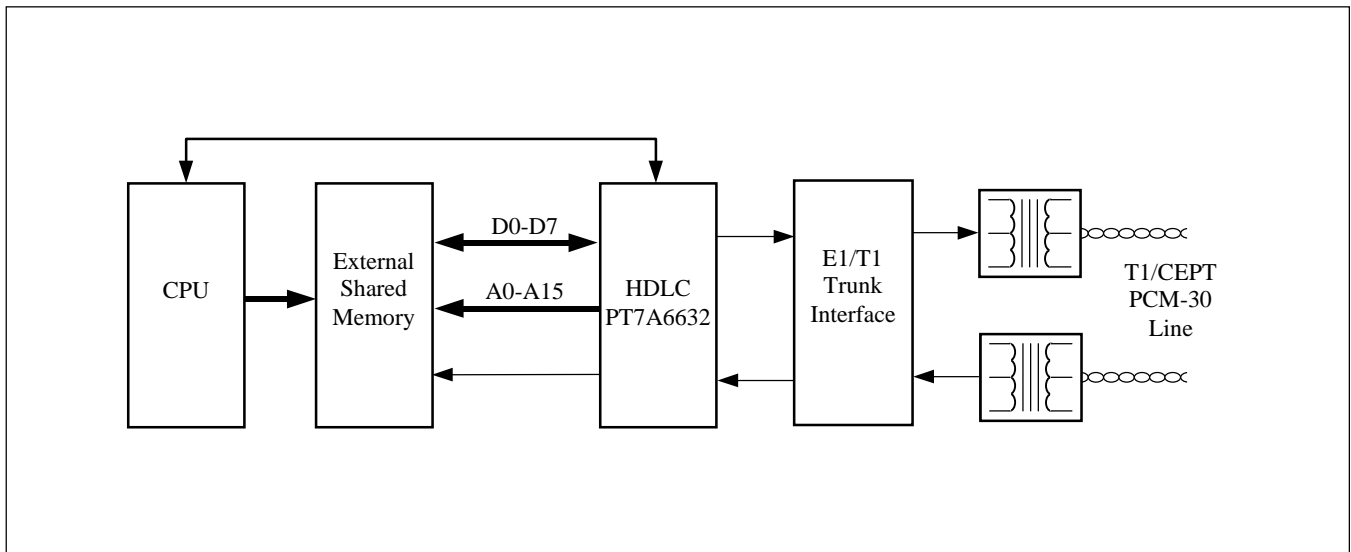 CPU
External
Shared
Memory
D0-D7
A0-A15
HDLC
PT7A6632
E1/T1
Trunk
Interface
T1/CEPT
PCM-30
Line